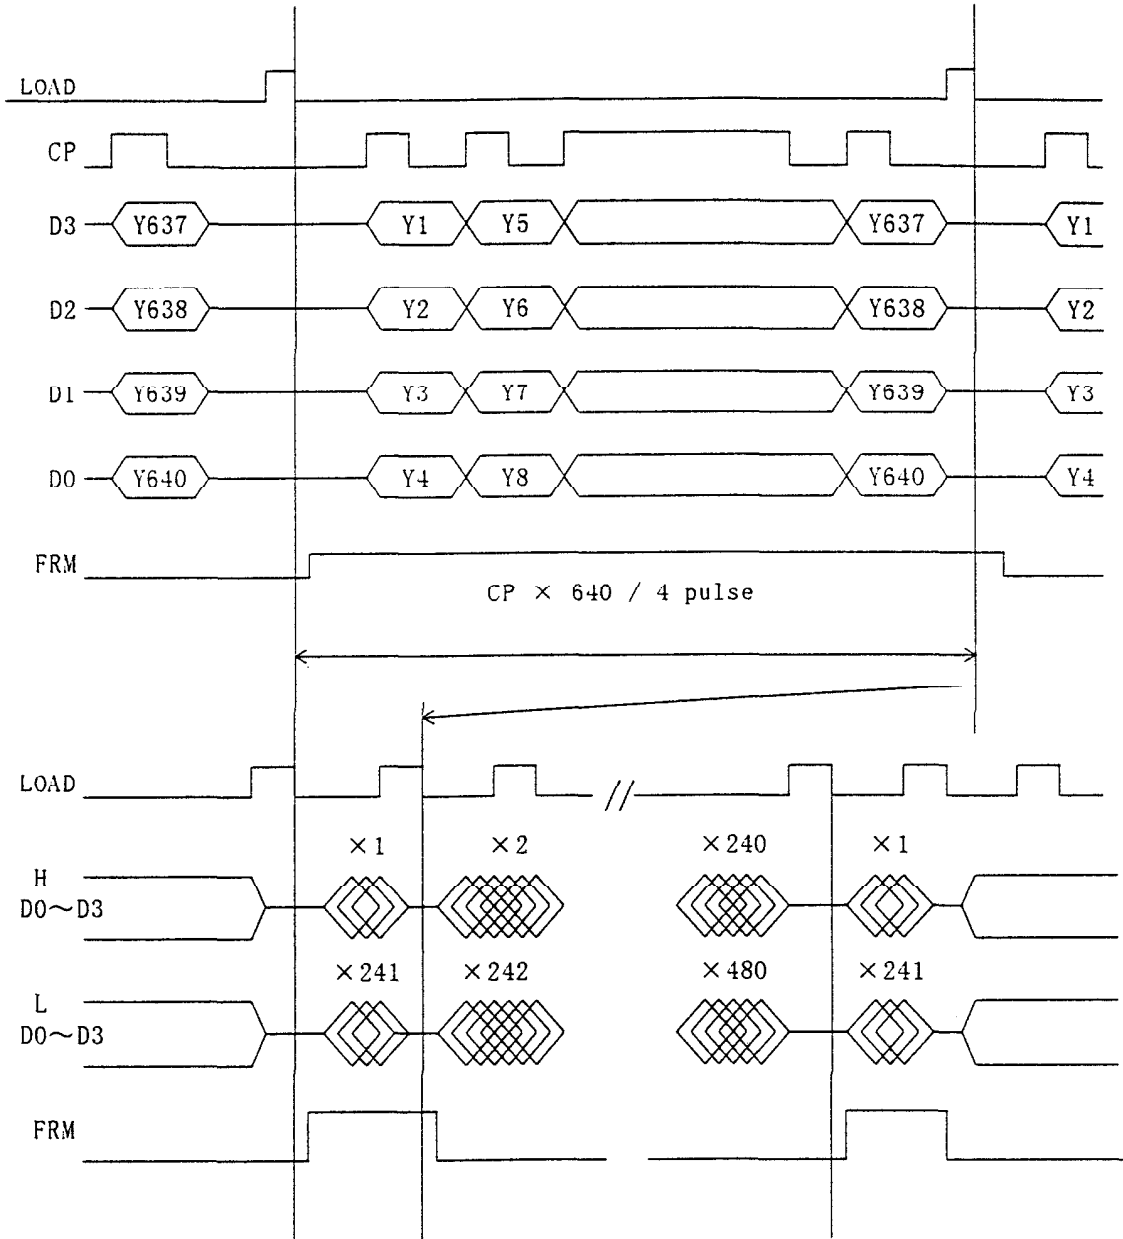 LOAD
CP
D3 Y637 Y1 Y5 Y637 Y1
D2 Y638 Y2 Y6 Y638 Y2
D1 Y639 Y3 Y7 Y639 Y3
D0 Y640 Y4 Y8 Y640 Y4
FRM
CP × 640 / 4 pulse
LOAD //
×1 ×2 ×240 ×1
H
D0～D3
×241 ×242 ×480 ×241
L
D0～D3
FRM